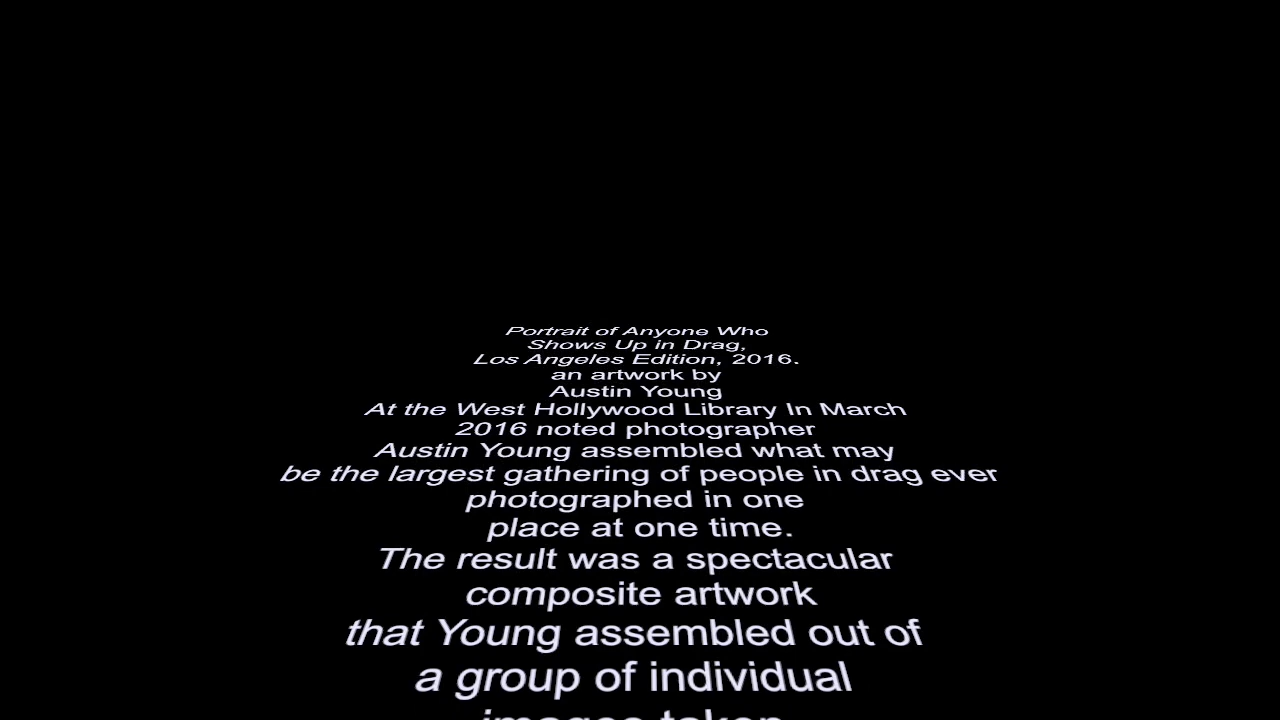 Portrait of Anyone Who
Shows Up in Drag,
Los Angeles Edition, 2016.
an artwork by
Austin Young
At the West Hollywood Library In March
2016 noted photographer
Austin Young assembled what may
be the largest gathering of people in drag ever
photographed in one
place at one time.
The result was a spectacular
composite artwork
that Young assembled out of
a group of individual
images taken